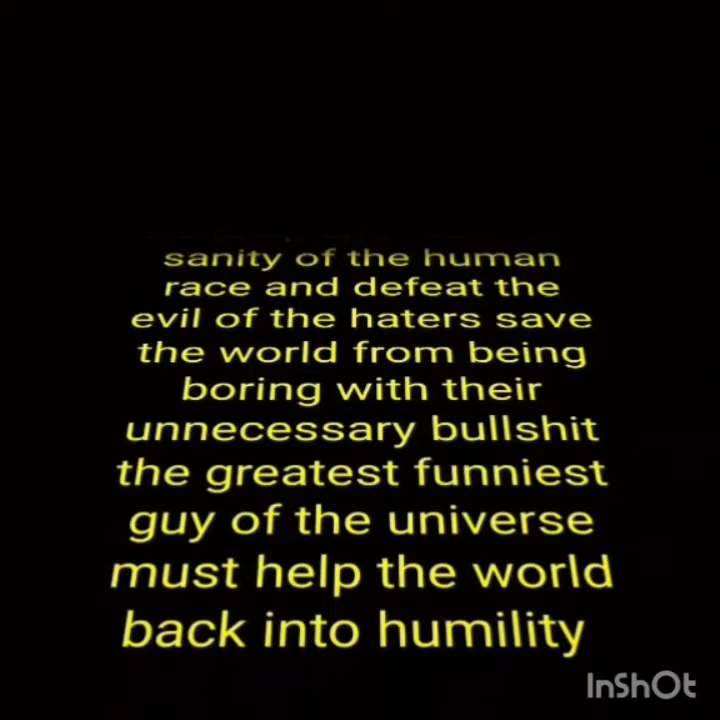 sanity of the human
race and defeat the
evil of the haters save
the world from being
boring with their
unnecessary bullshit
the greatest funniest
guy of the universe
must help the world
back into humility
InShOt